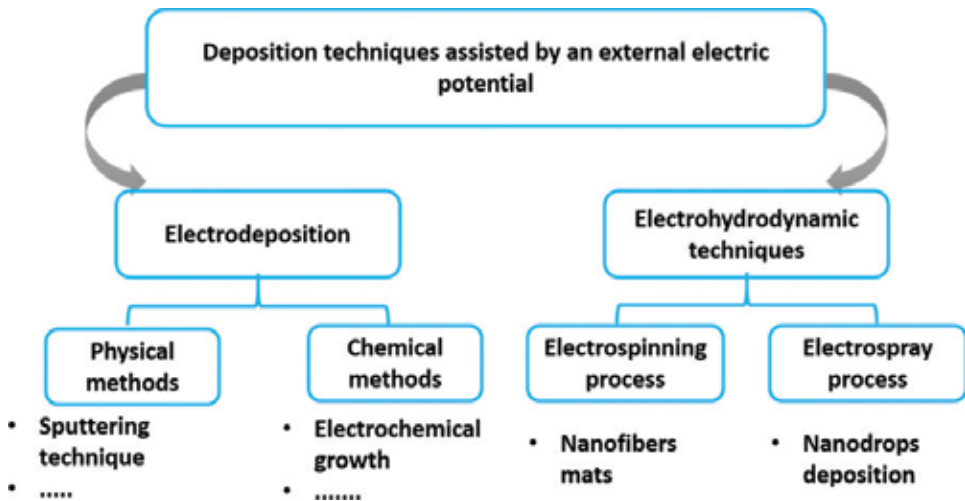 Deposition techniques assisted by an external electric
potential
Electrodeposition
Electrohydrodynamic
techniques
Physical
methods
Chemical
methods
Electrospinning
process
Electrospray
process
• Sputtering
technique
• .....
• Electrochemical
growth
• .......
• Nanofibers
mats
• Nanodrops
deposition